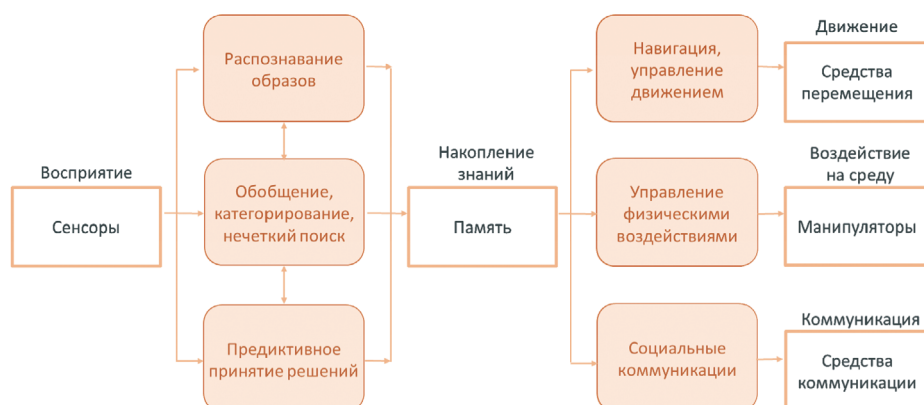 Восприятие
Сенсоры
Распознавание
образов
Обобщение,
категорирование,
нечеткий поиск
Предиктивное
принятие решений
Накопление
знаний
Память
Навигация,
управление
движением
Управление
физическими
воздействиями
Социальные
коммуникации
Движение
Средства
перемещения
Воздействие
на среду
Манипуляторы
Коммуникация
Средства
коммуникации